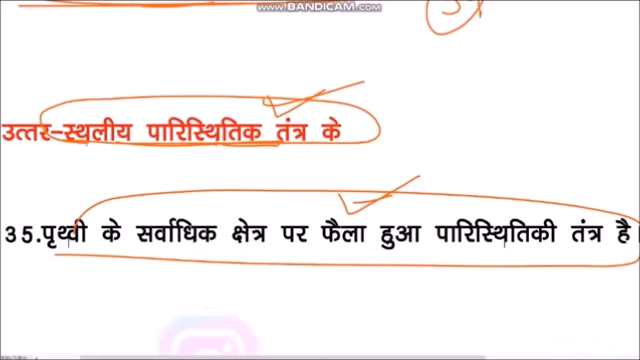 www.BANDICAM.com
उत्तर-स्थलीय पारिस्थितिक तंत्र के
35.पृथ्वी के सर्वाधिक क्षेत्र पर फैला हुआ पारिस्थितिकी तंत्र है।